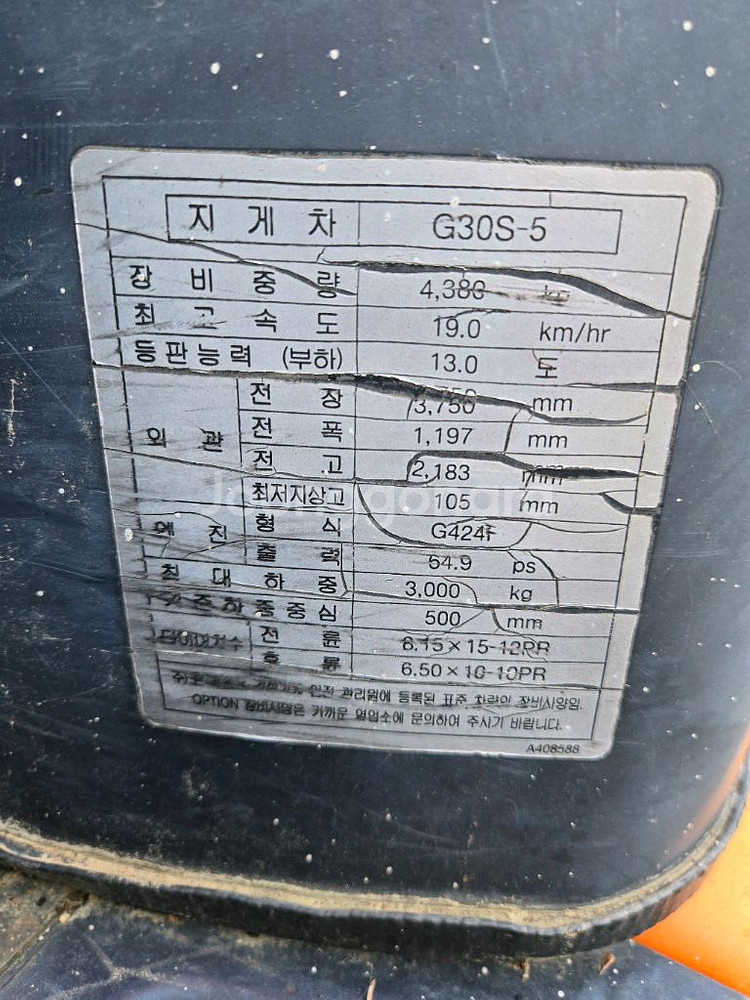 지게차 G30S-5
장비중량 4,380 kg
최고속도 19.0 km/hr
등판능력 (부하) 13.0 도
외관 전장 3,750 mm
전폭 1,197 mm
전고 2,183 mm
최저지상고 105 mm
엔진 형식 G424F
출력 54.9 ps
최대하중 3,000 kg
하중중심 500 mm
전륜 6.15×15-12PR
후륜 6.50×10-10PR
안전 관리원에 등록된 표준 차량의 장비사양임.
OPTION 장비사양은 가까운 영업소에 문의하여 주시기 바랍니다.
A408588